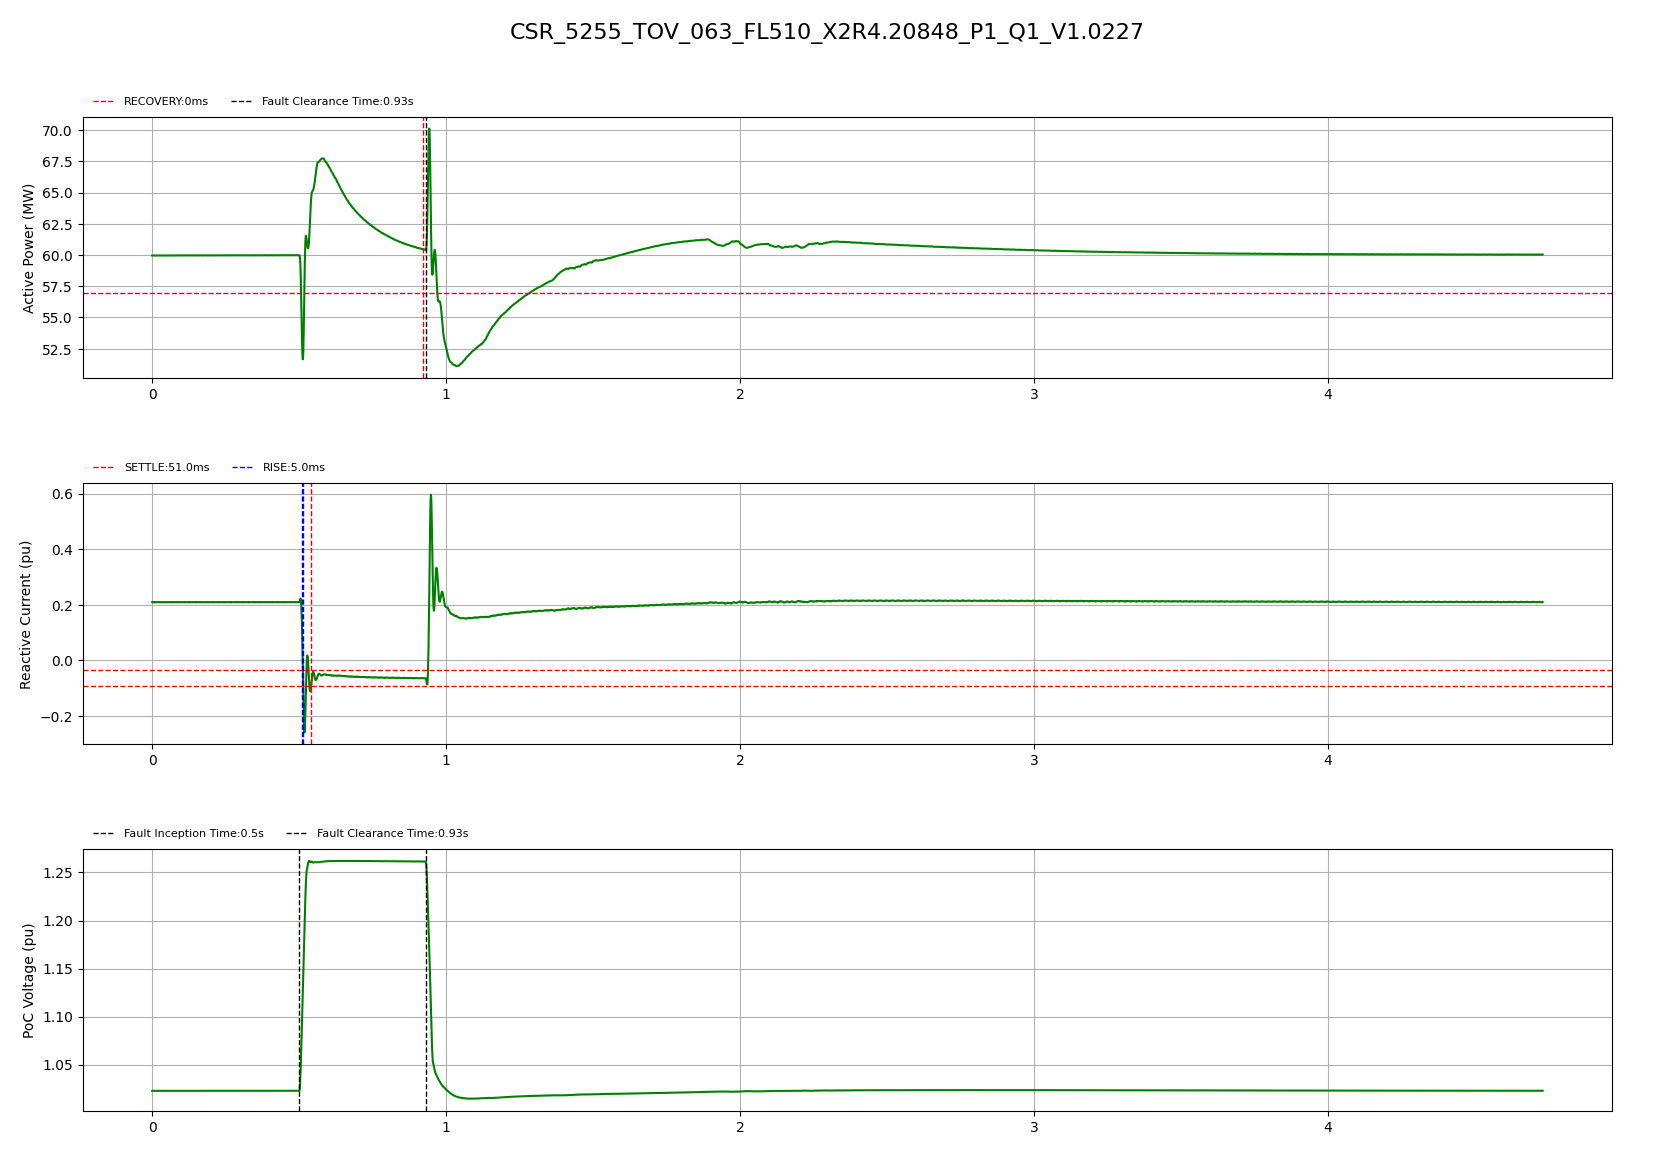 CSR_5255_TOV_063_FL510_X2R4.20848_P1_Q1_V1.0227
RECOVERY:0ms Fault Clearance Time:0.93s
Active Power (MW)
70.0
67.5
65.0
62.5
60.0
57.5
55.0
52.5
0 1 2 3 4
SETTLE:51.0ms RISE:5.0ms
Reactive Current (pu)
0.6
0.4
0.2
0.0
−0.2
0 1 2 3 4
Fault Inception Time:0.5s Fault Clearance Time:0.93s
PoC Voltage (pu)
1.25
1.20
1.15
1.10
1.05
0 1 2 3 4